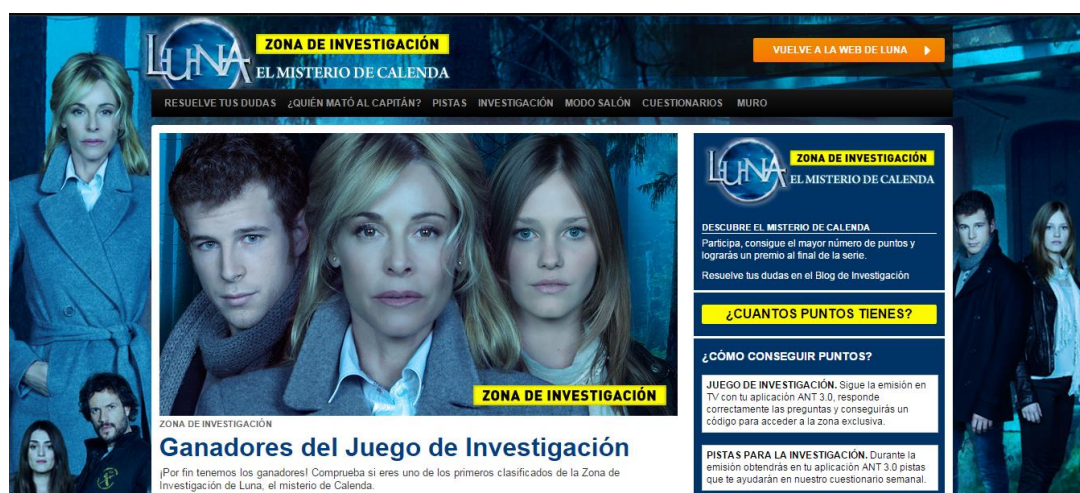 LUNA
ZONA DE INVESTIGACIÓN
EL MISTERIO DE CALENDA
VUELVE A LA WEB DE LUNA
RESUELVE TUS DUDAS ¿QUIÉN MATÓ AL CAPITÁN? PISTAS INVESTIGACIÓN MODO SALÓN CUESTIONARIOS MURO
ZONA DE INVESTIGACIÓN
ZONA DE INVESTIGACIÓN
Ganadores del Juego de Investigación
¡Por fin tenemos los ganadores! Comprueba si eres uno de los primeros clasificados de la Zona de
Investigación de Luna, el misterio de Calenda.
LUNA
ZONA DE INVESTIGACIÓN
EL MISTERIO DE CALENDA
DESCUBRE EL MISTERIO DE CALENDA
Participa, consigue el mayor número de puntos y
lograrás un premio al final de la serie.
Resuelve tus dudas en el Blog de Investigación
¿CUANTOS PUNTOS TIENES?
¿CÓMO CONSEGUIR PUNTOS?
JUEGO DE INVESTIGACIÓN. Sigue la emisión en
TV con tu aplicación ANT 3.0, responde
correctamente las preguntas y conseguirás un
código para acceder a la zona exclusiva.
PISTAS PARA LA INVESTIGACIÓN. Durante la
emisión obtendrás en tu aplicación ANT 3.0 pistas
que te ayudarán en nuestro cuestionario semanal.